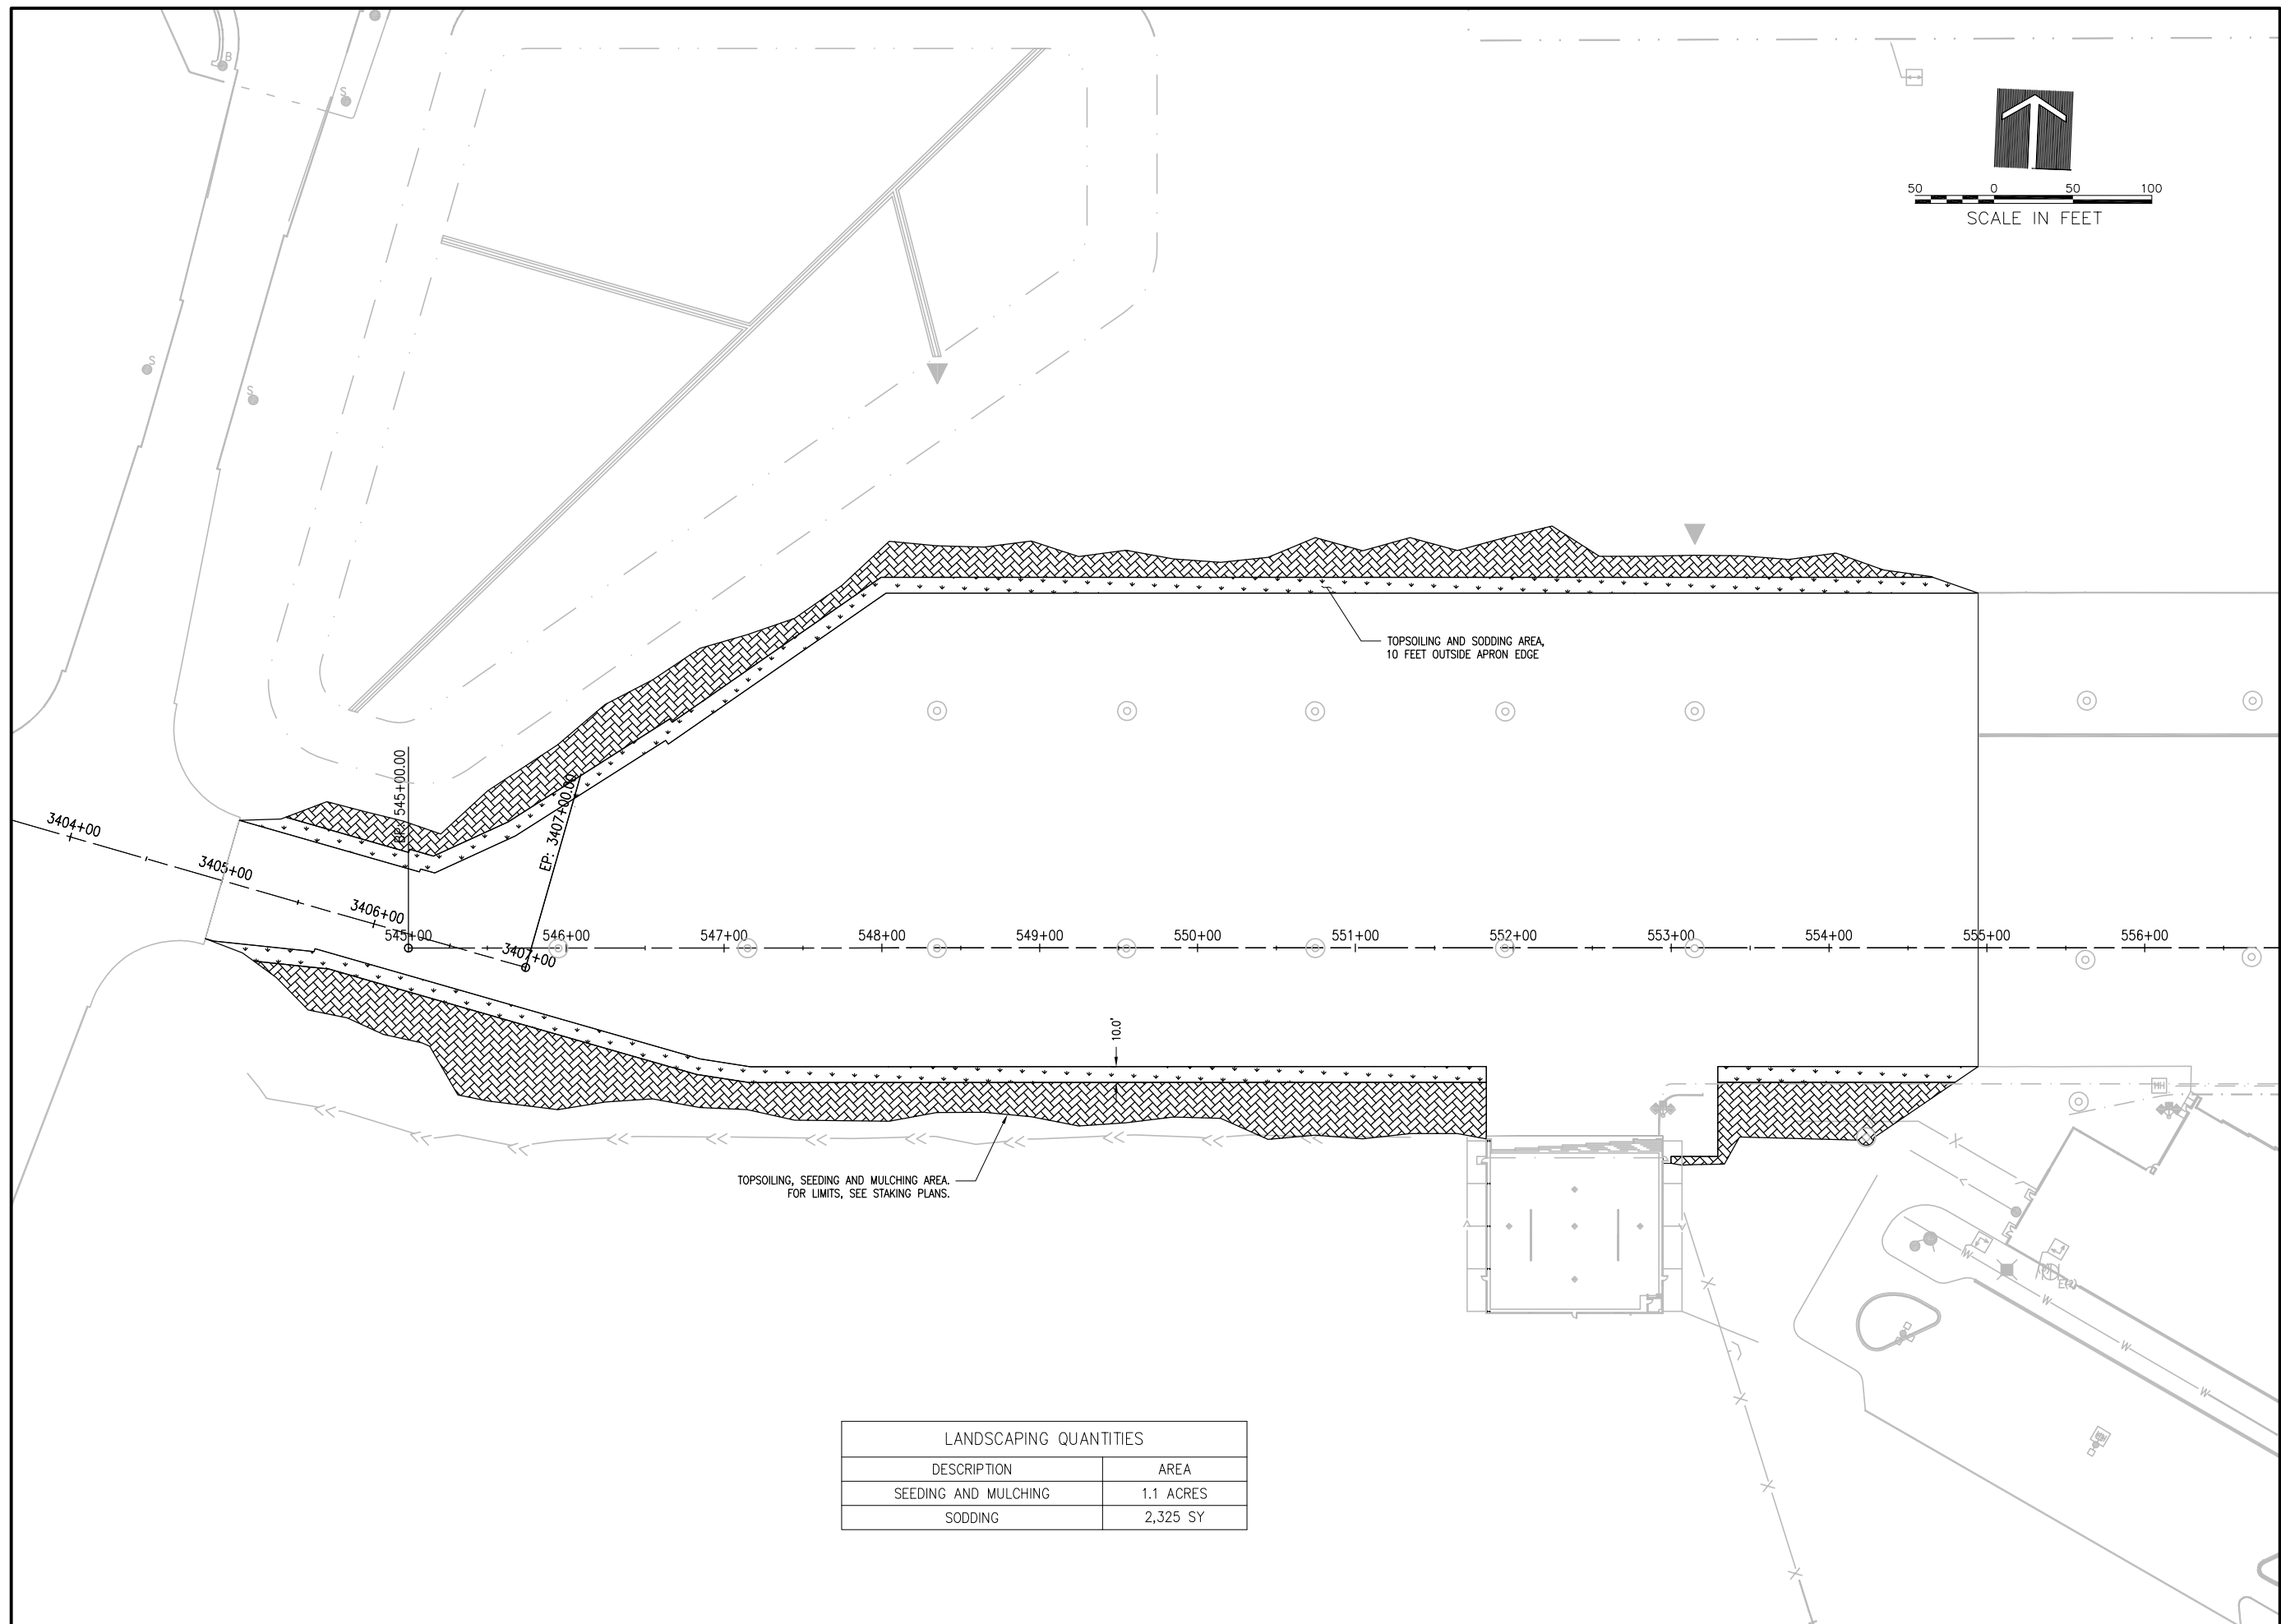 B
S
S
S
50 0 50 100
SCALE IN FEET
TOPSOILING AND SODDING AREA,
10 FEET OUTSIDE APRON EDGE
BP: 545+00.00
EP: 3407+00.00
3404+00
3405+00
3406+00
3407+00
545+00 546+00 547+00 548+00 549+00 550+00 551+00 552+00 553+00 554+00 555+00 556+00
10.0'
MH
TOPSOILING, SEEDING AND MULCHING AREA.
FOR LIMITS, SEE STAKING PLANS.
W
E(2)
W
W
W
LANDSCAPING QUANTITIES
DESCRIPTION AREA
SEEDING AND MULCHING 1.1 ACRES
SODDING 2,325 SY